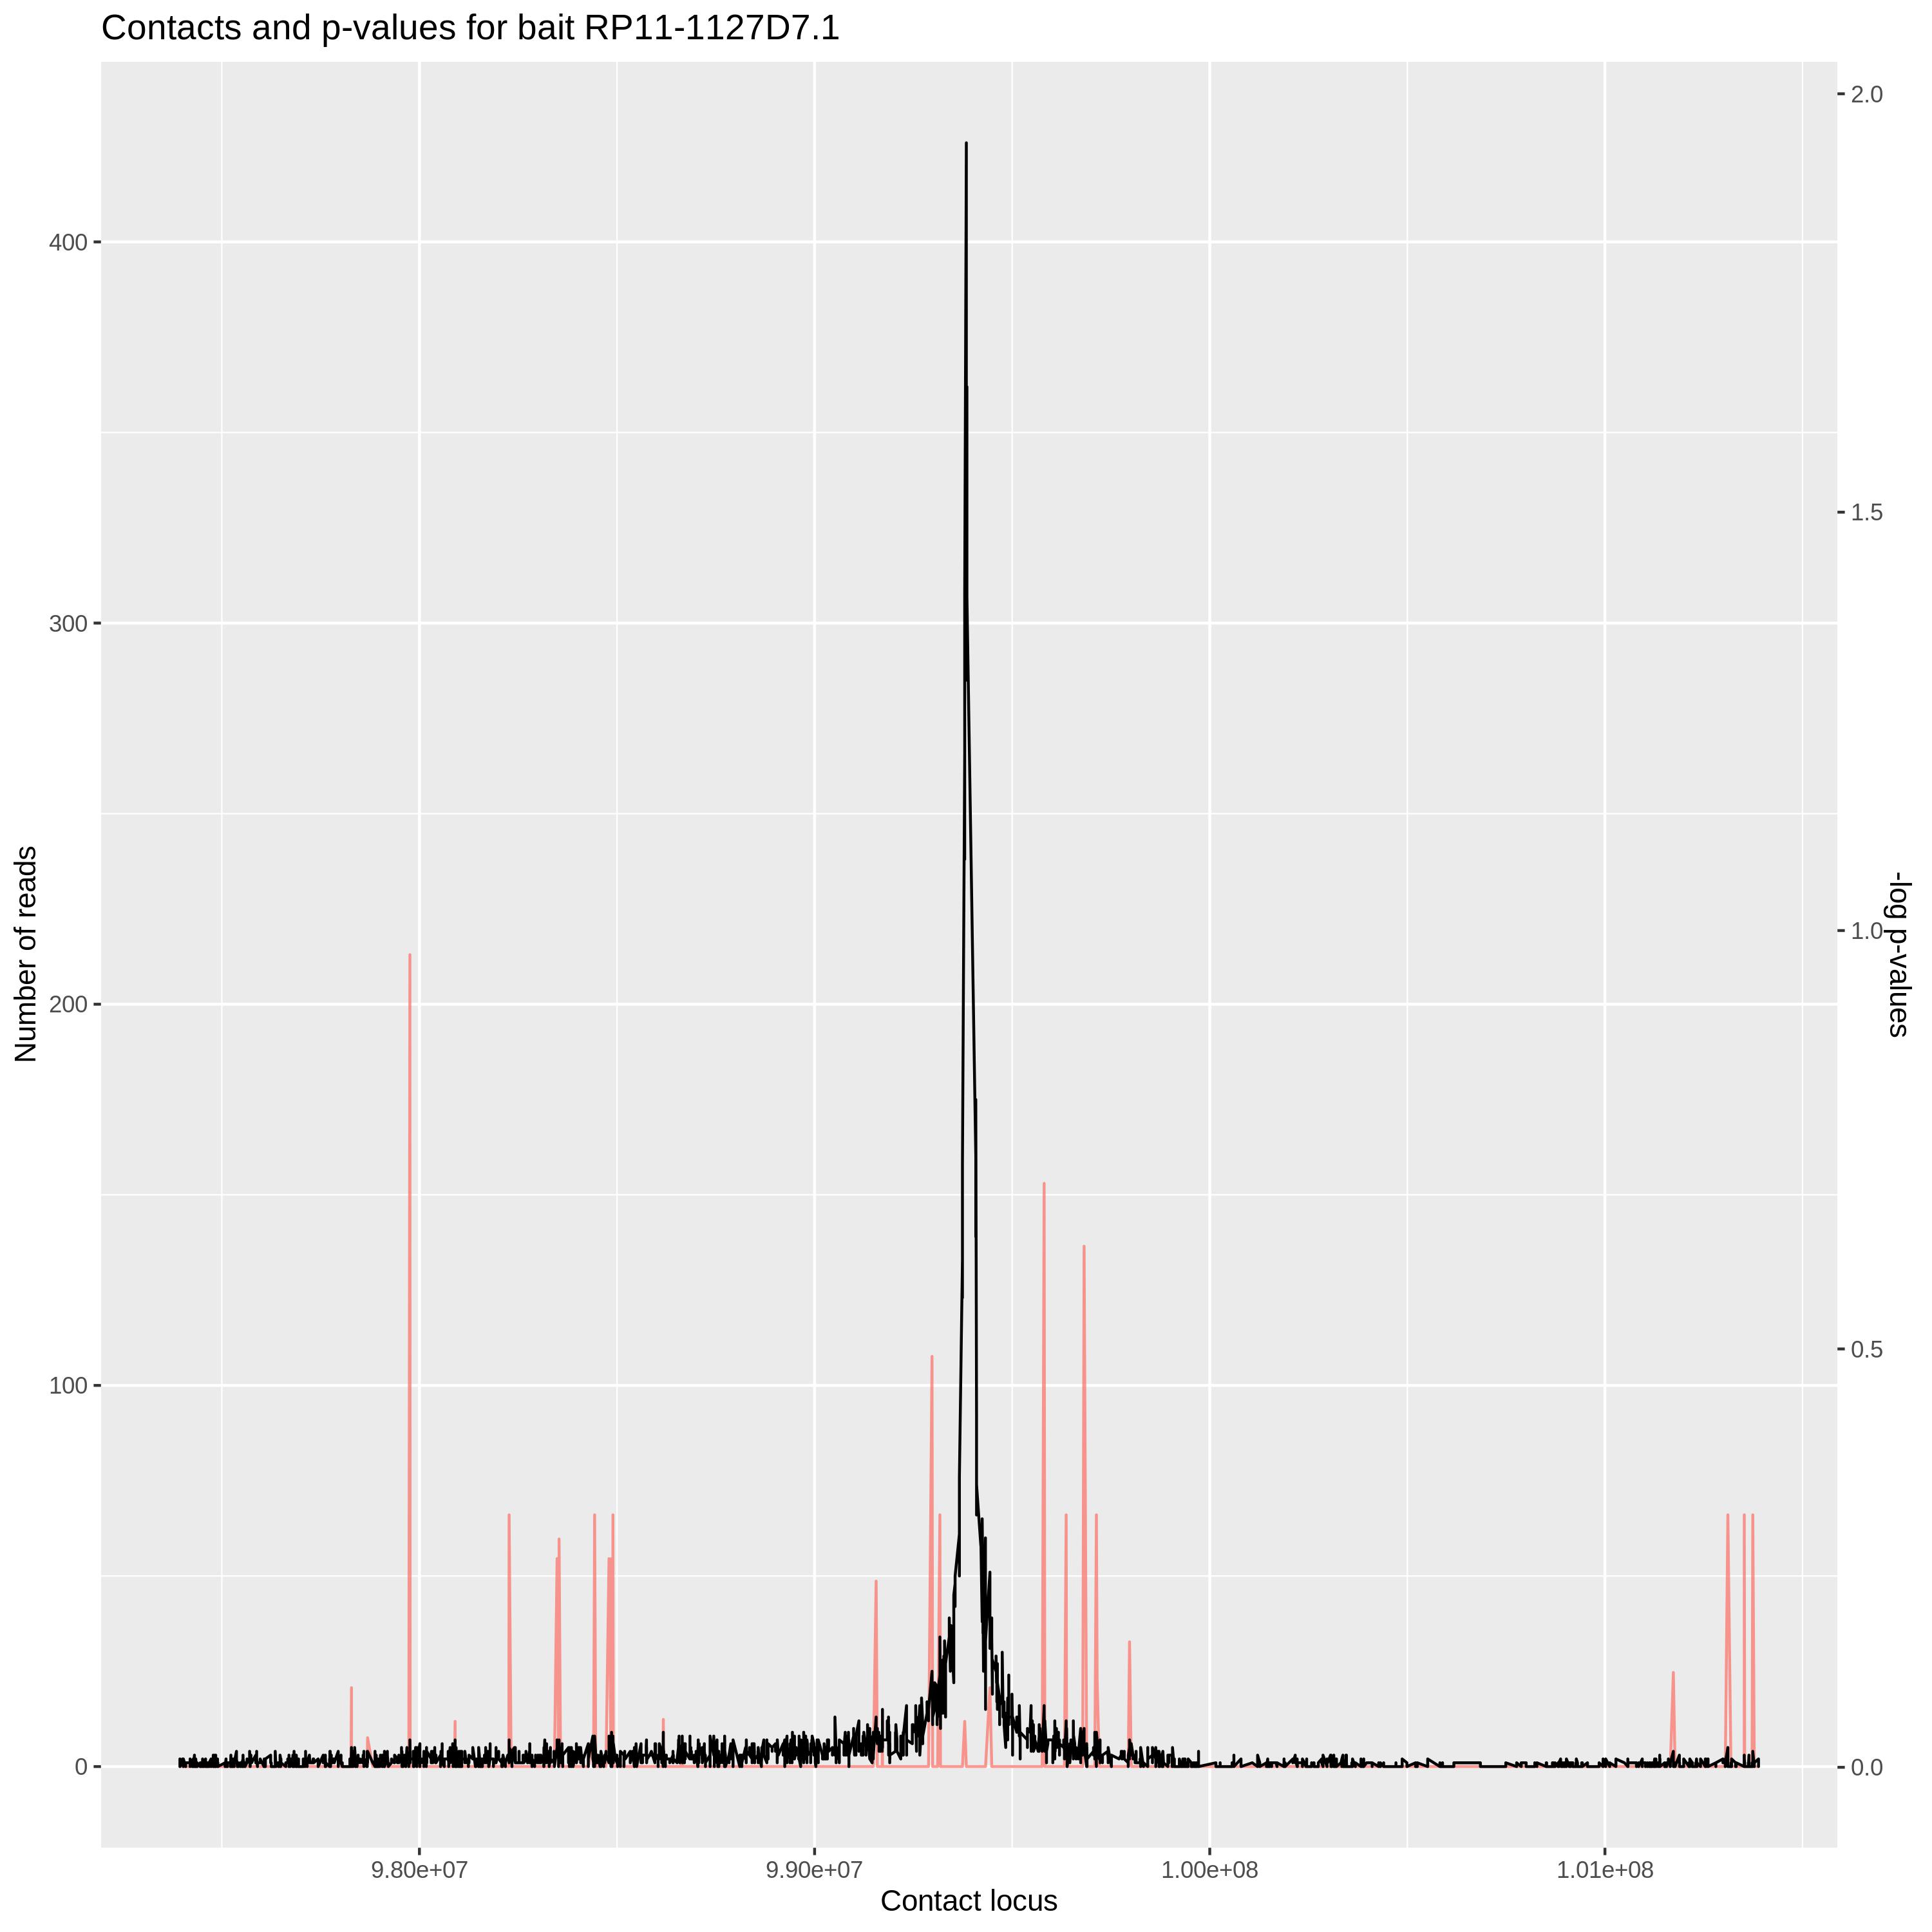 Contacts and p-values for bait RP11-1127D7.1
Number of reads
400
300
200
100
0
2.0
1.5
1.0
0.5
0.0
-log p-values
9.80e+07 9.90e+07 1.00e+08 1.01e+08
Contact locus